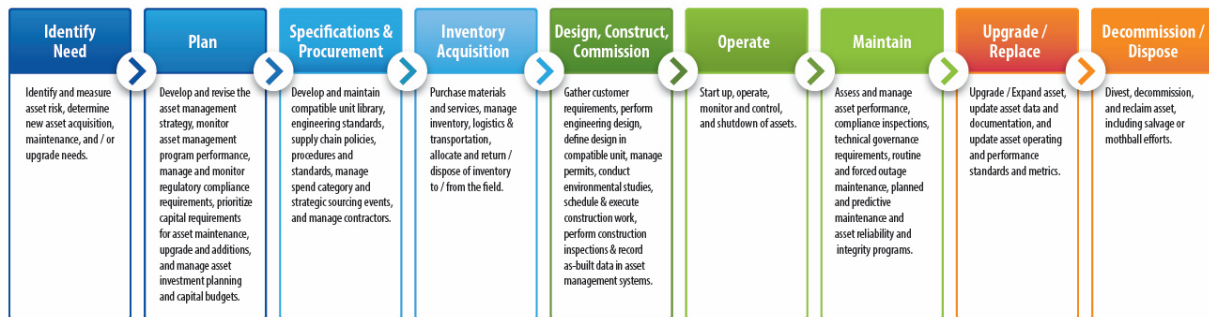 Identify
Need
Identify and measure
asset risk, determine
new asset acquisition,
maintenance, and / or
upgrade needs.
Plan
Develop and revise the
asset management
strategy, monitor
asset management
program performance,
manage and monitor
regulatory compliance
requirements, prioritize
capital requirements
for asset maintenance,
upgrade and additions,
and manage asset
investment planning
and capital budgets.
Specifications &
Procurement
Develop and maintain
compatible unit library,
engineering standards,
supply chain policies,
procedures and
standards, manage
spend category and
strategic sourcing events,
and manage contractors.
Inventory
Acquisition
Purchase materials
and services, manage
inventory, logistics &
transportation,
allocate and return /
dispose of inventory
to / from the field.
Design, Construct,
Commission
Gather customer
requirements, perform
engineering design,
define design in
compatible unit, manage
permits, conduct
environmental studies,
schedule & execute
construction work,
perform construction
inspections & record
as-built data in asset
management systems.
Operate
Start up, operate,
monitor and control,
and shutdown of assets.
Maintain
Assess and manage
asset performance,
compliance inspections,
technical governance
requirements, routine
and forced outage
maintenance, planned
and predictive
maintenance and
asset reliability and
integrity programs.
Upgrade /
Replace
Upgrade / Expand asset,
update asset data and
documentation, and
update asset operating
and performance
standards and metrics.
Decommission /
Dispose
Divest, decommission,
and reclaim asset,
including salvage or
mothball efforts.